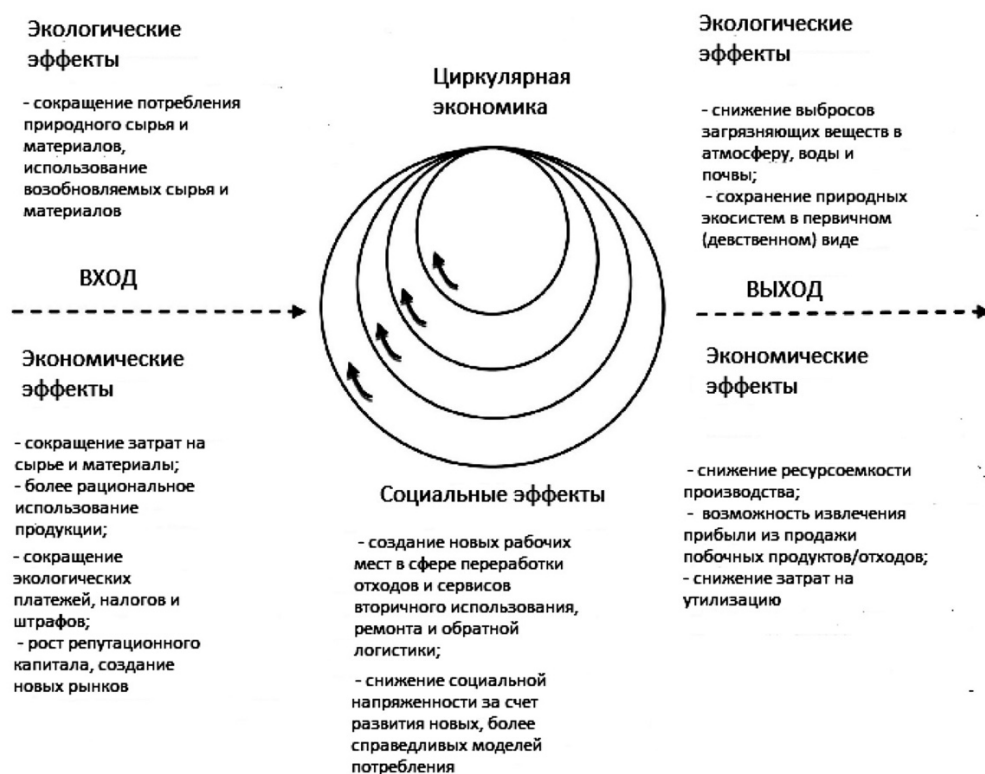 Экологические
эффекты
- сокращение потребления
природного сырья и
материалов,
использование
возобновляемых сырья и
материалов
ВХОД
Экономические
эффекты
- сокращение затрат на
сырье и материалы;
- более рациональное
использование
продукции;
- сокращение
экологических
платежей, налогов и
штрафов;
- рост репутационного
капитала, создание
новых рынков
Циркулярная
экономика
Социальные эффекты
- создание новых рабочих
мест в сфере переработки
отходов и сервисов
вторичного использования,
ремонта и обратной
логистики;
- снижение социальной
напряженности за счет
развития новых, более
справедливых моделей
потребления
Экологические
эффекты
- снижение выбросов
загрязняющих веществ в
атмосферу, воды и
почвы;
- сохранение природных
экосистем в первичном
(девственном) виде
ВЫХОД
Экономические
эффекты
- снижение ресурсоемкости
производства;
- возможность извлечения
прибыли из продажи
побочных продуктов/отходов;
- снижение затрат на
утилизацию